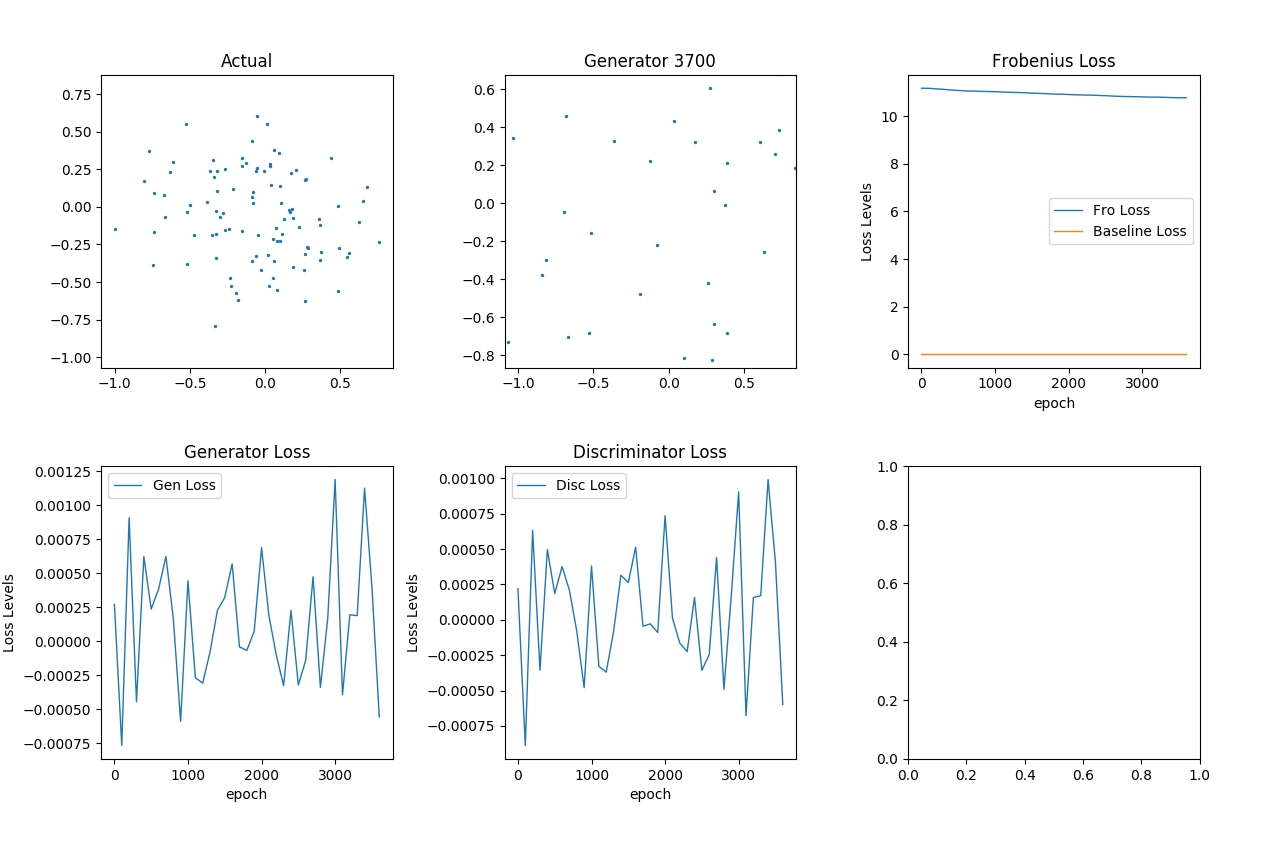 Actual
0.75
0.50
0.25
0.00
−0.25
−0.50
−0.75
−1.00
−1.0 −0.5 0.0 0.5
Generator 3700
0.6
0.4
0.2
0.0
−0.2
−0.4
−0.6
−0.8
−1.0 −0.5 0.0 0.5
Frobenius Loss
Loss Levels
10
8
6
4
2
0
Fro Loss
Baseline Loss
0 1000 2000 3000
epoch
Generator Loss
Loss Levels
0.00125
0.00100
0.00075
0.00050
0.00025
0.00000
−0.00025
−0.00050
−0.00075
Gen Loss
0 1000 2000 3000
epoch
Discriminator Loss
Loss Levels
0.00100
0.00075
0.00050
0.00025
0.00000
−0.00025
−0.00050
−0.00075
Disc Loss
0 1000 2000 3000
epoch
1.0
0.8
0.6
0.4
0.2
0.0
0.0 0.2 0.4 0.6 0.8 1.0